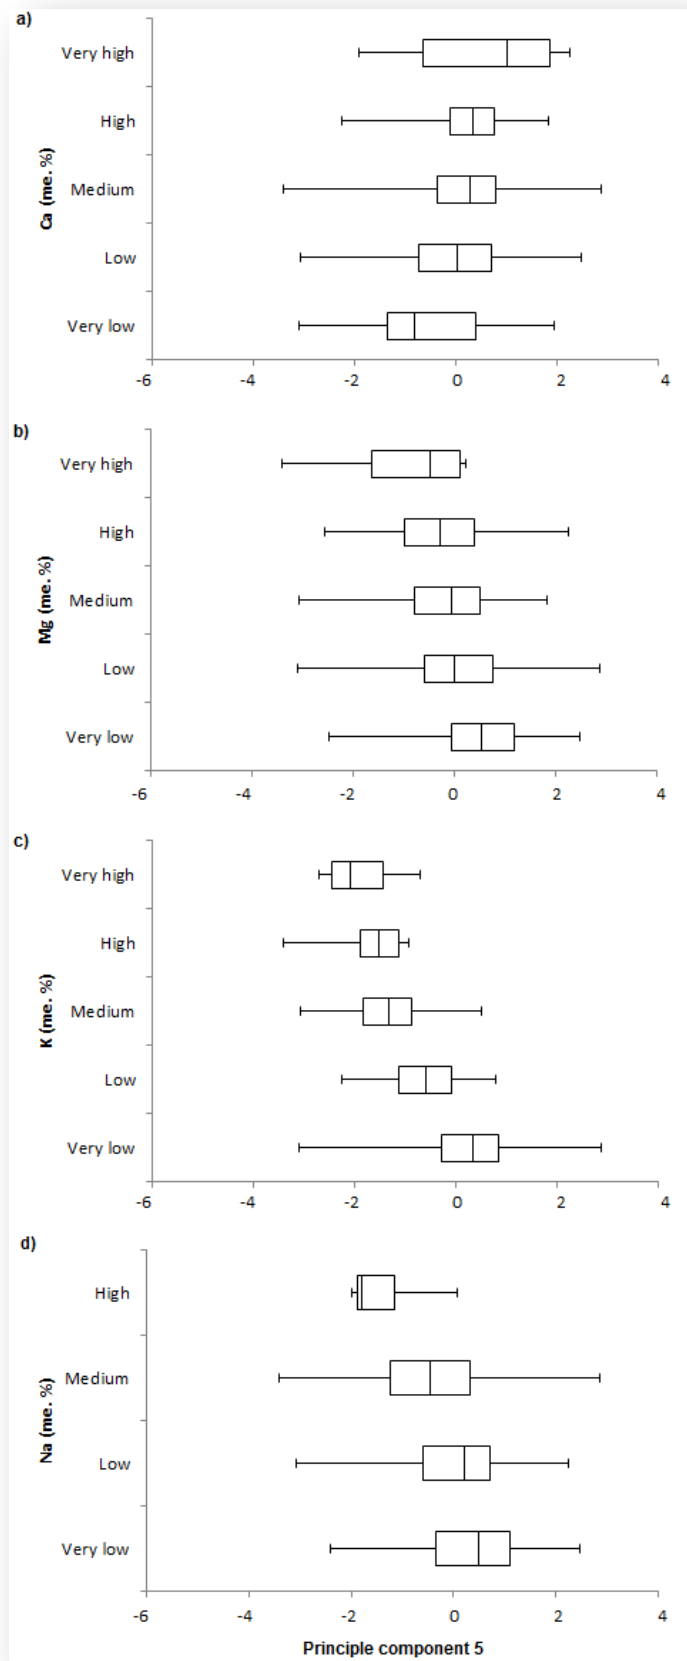 a)
Very high
High
Medium
Low
Very low
Ca (me. %)
-6 -4 -2 0 2 4
b)
Very high
High
Medium
Low
Very low
Mg (me. %)
-6 -4 -2 0 2 4
c)
Very high
High
Medium
Low
Very low
K (me. %)
-6 -4 -2 0 2 4
d)
High
Medium
Low
Very low
Na (me. %)
-6 -4 -2 0 2 4
Principle component 5